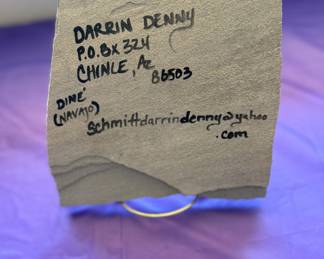 DARRIN DENNY
P.O.BX 324
CHINLE, AZ
86503
DINÉ
(NAVAJO)
schmittdarrindenny@yahoo
.com